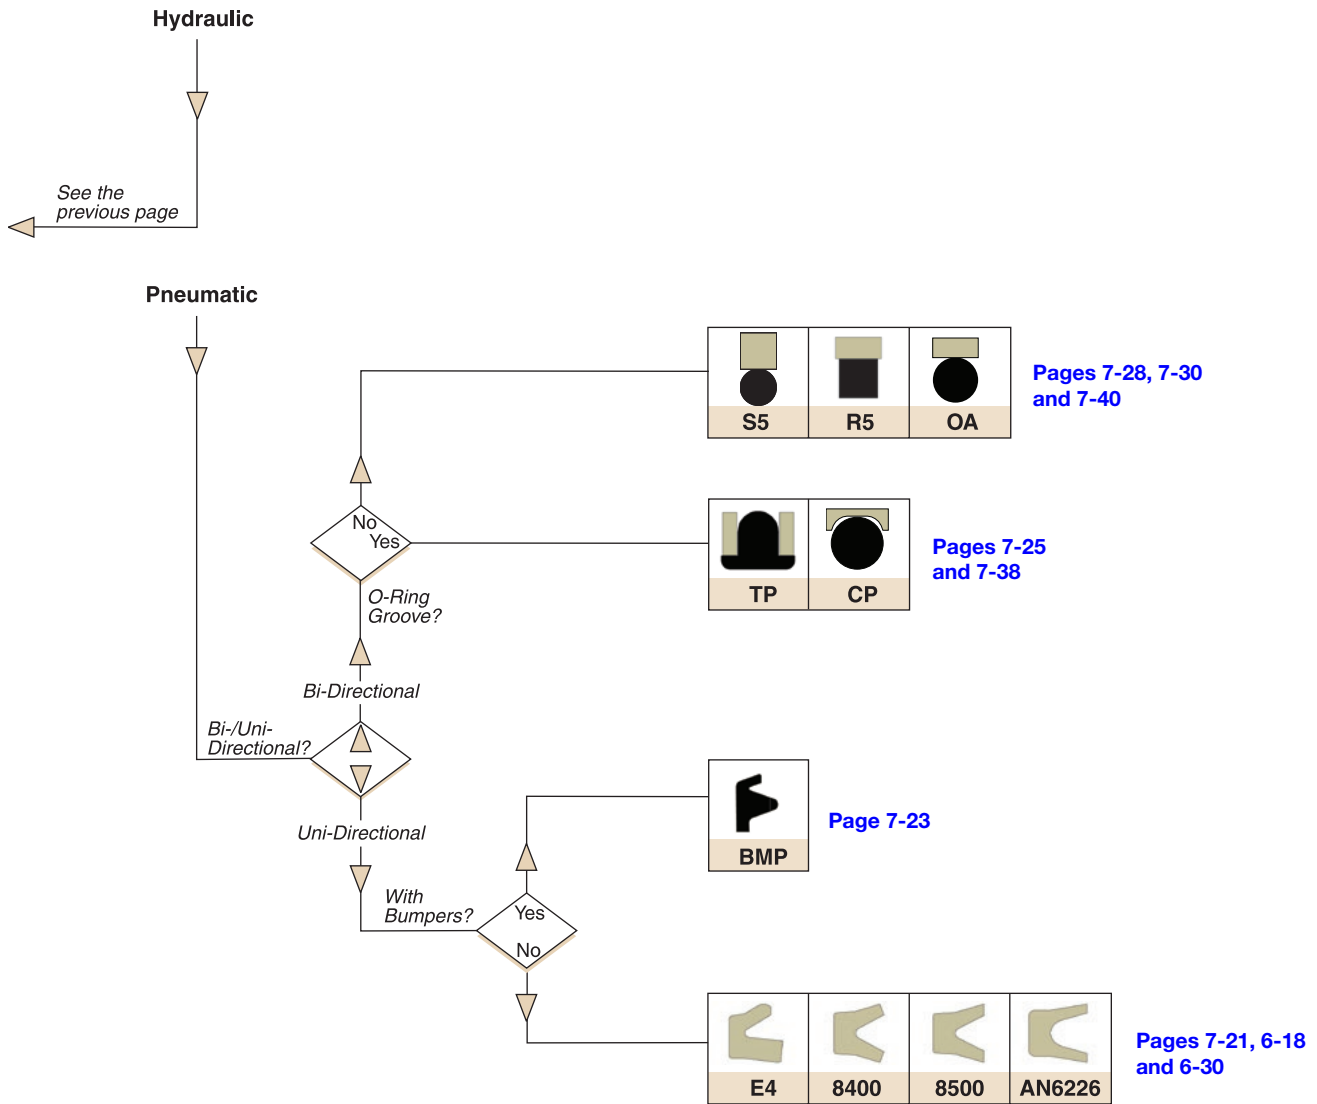 Hydraulic
See the
previous page
Pneumatic
S5
R5
OA
Pages 7-28, 7-30
and 7-40
No
Yes
TP
CP
Pages 7-25
and 7-38
O-Ring
Groove?
Bi-Directional
Bi-/Uni-
Directional?
Uni-Directional
BMP
Page 7-23
With
Bumpers?
Yes
No
E4
8400
8500
AN6226
Pages 7-21, 6-18
and 6-30